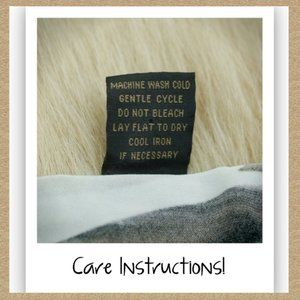 MACHINE WASH COLD
GENTLE CYCLE
DO NOT BLEACH
LAY FLAT TO DRY
COOL IRON
IF NECESSARY
Care Instructions!